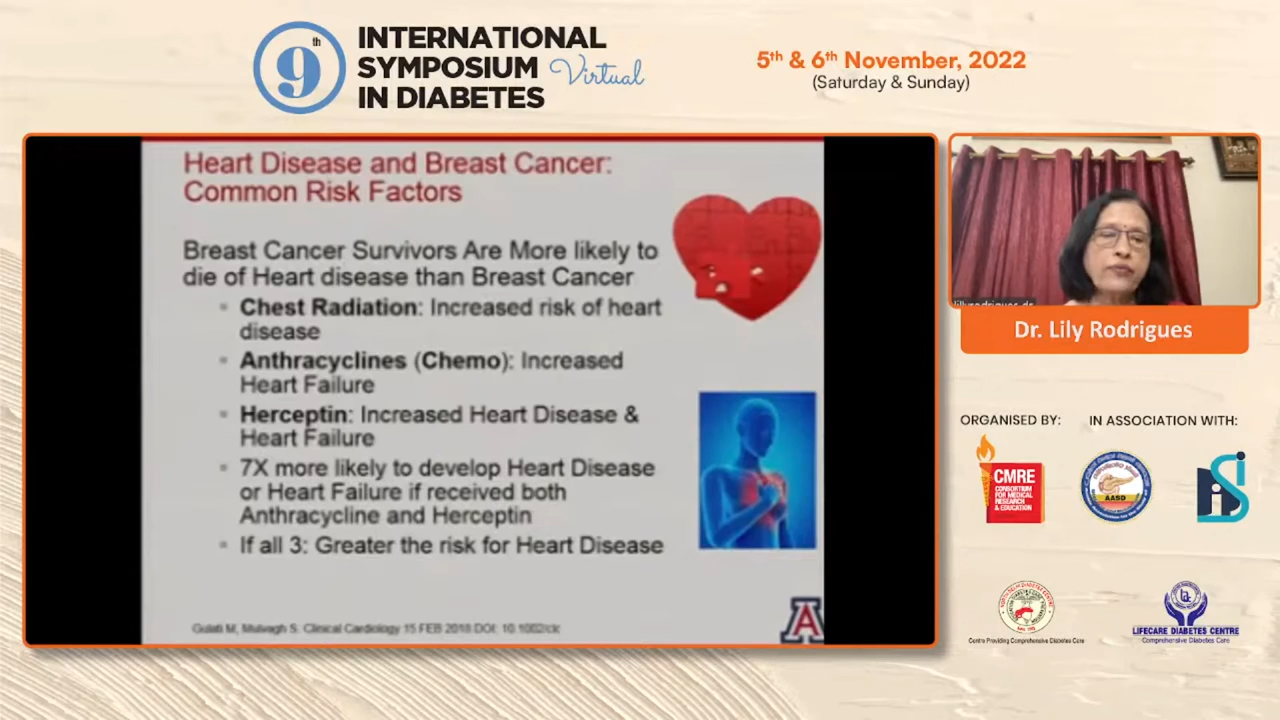 9th
INTERNATIONAL
SYMPOSIUM Virtual
IN DIABETES
5th & 6th November, 2022
(Saturday & Sunday)
Heart Disease and Breast Cancer:
Common Risk Factors
Breast Cancer Survivors Are More likely to
die of Heart disease than Breast Cancer
Chest Radiation: Increased risk of heart
disease
Anthracyclines (Chemo): Increased
Heart Failure
Herceptin: Increased Heart Disease &
Heart Failure
7X more likely to develop Heart Disease
or Heart Failure if received both
Anthracycline and Herceptin
If all 3: Greater the risk for Heart Disease
Gulati M, Mulvagh S. Clinical Cardiology 15 FEB 2018 DOI: 10.1002/clc
A
Dr. Lily Rodrigues
ORGANISED BY:
IN ASSOCIATION WITH:
CMRE
CONSORTIUM
FOR MEDICAL
RESEARCH
& EDUCATION
AASD
Centre Providing Comprehensive Diabetes Care
LIFECARE DIABETES CENTRE
Comprehensive Diabetes Care